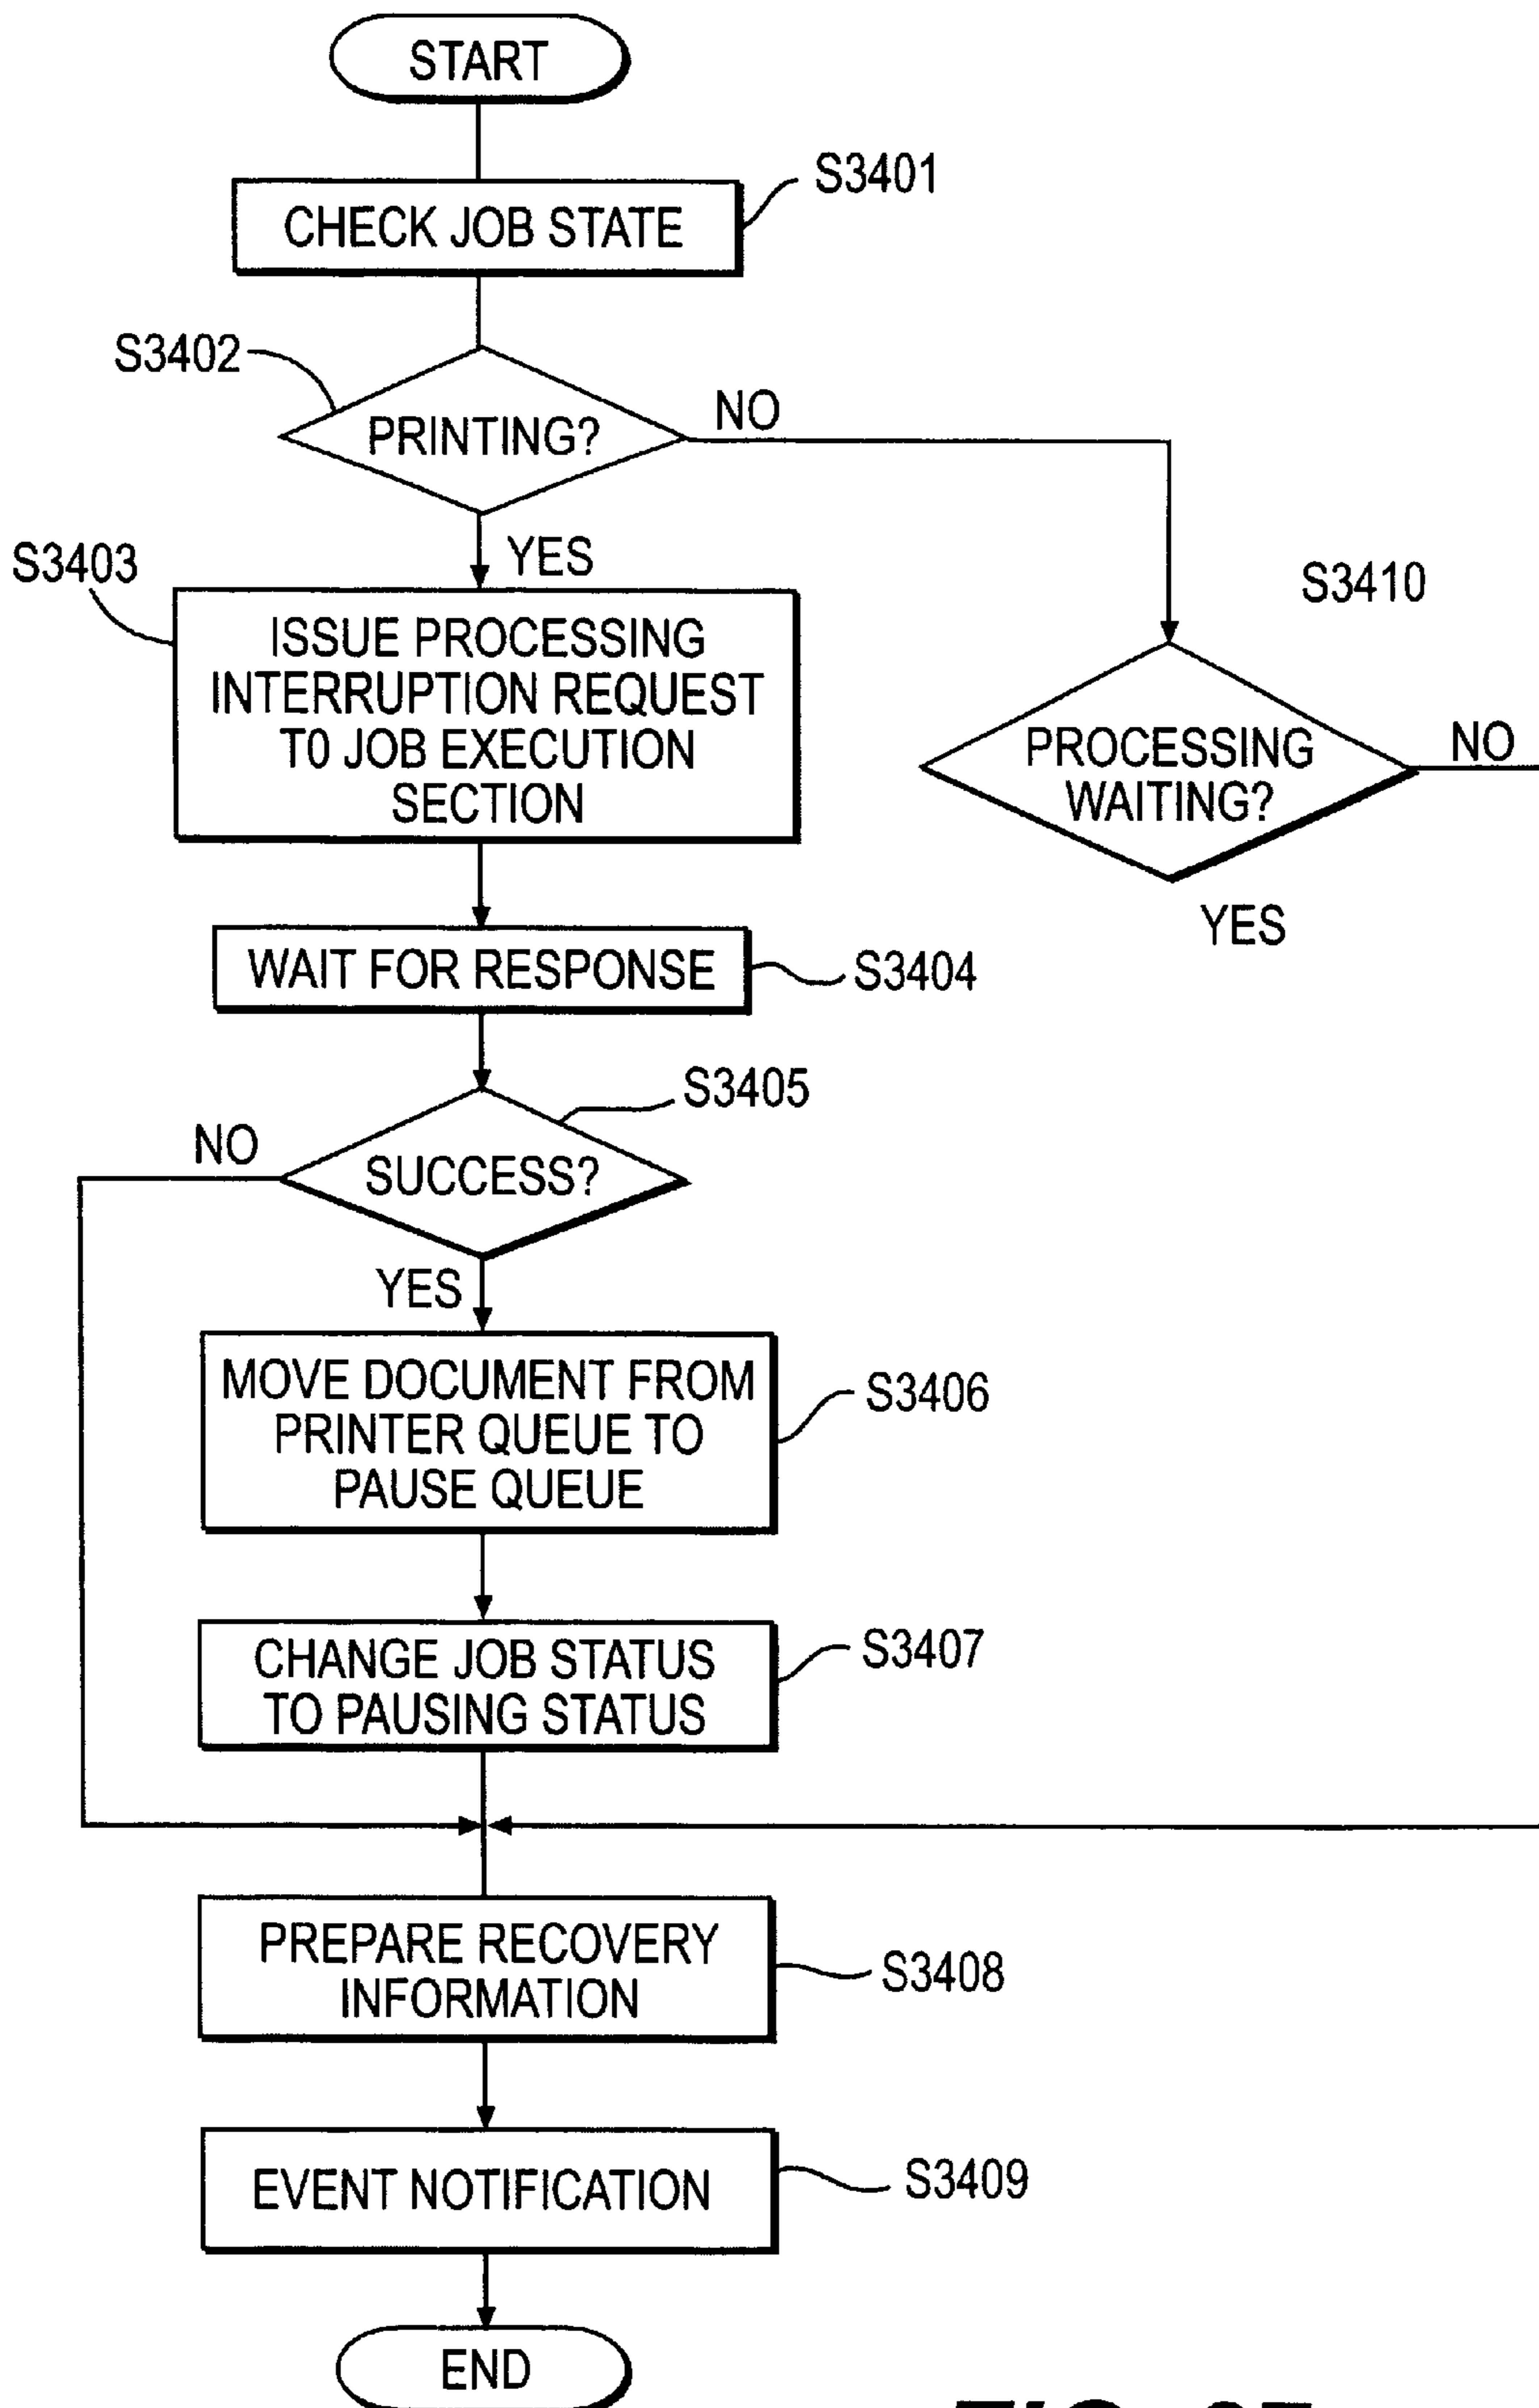 START
S3401
CHECK JOB STATE
S3402
PRINTING?
NO
YES
S3403
ISSUE PROCESSING
INTERRUPTION REQUEST
TO JOB EXECUTION
SECTION
S3410
PROCESSING
WAITING?
NO
YES
WAIT FOR RESPONSE
S3404
S3405
NO
SUCCESS?
YES
MOVE DOCUMENT FROM
PRINTER QUEUE TO
PAUSE QUEUE
S3406
CHANGE JOB STATUS
TO PAUSING STATUS
S3407
PREPARE RECOVERY
INFORMATION
S3408
EVENT NOTIFICATION
S3409
END